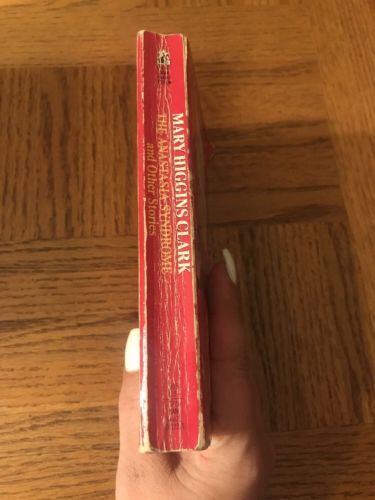 MARY HIGGINS CLARK
THE ANASTASIA SYNDROME
and Other Stories